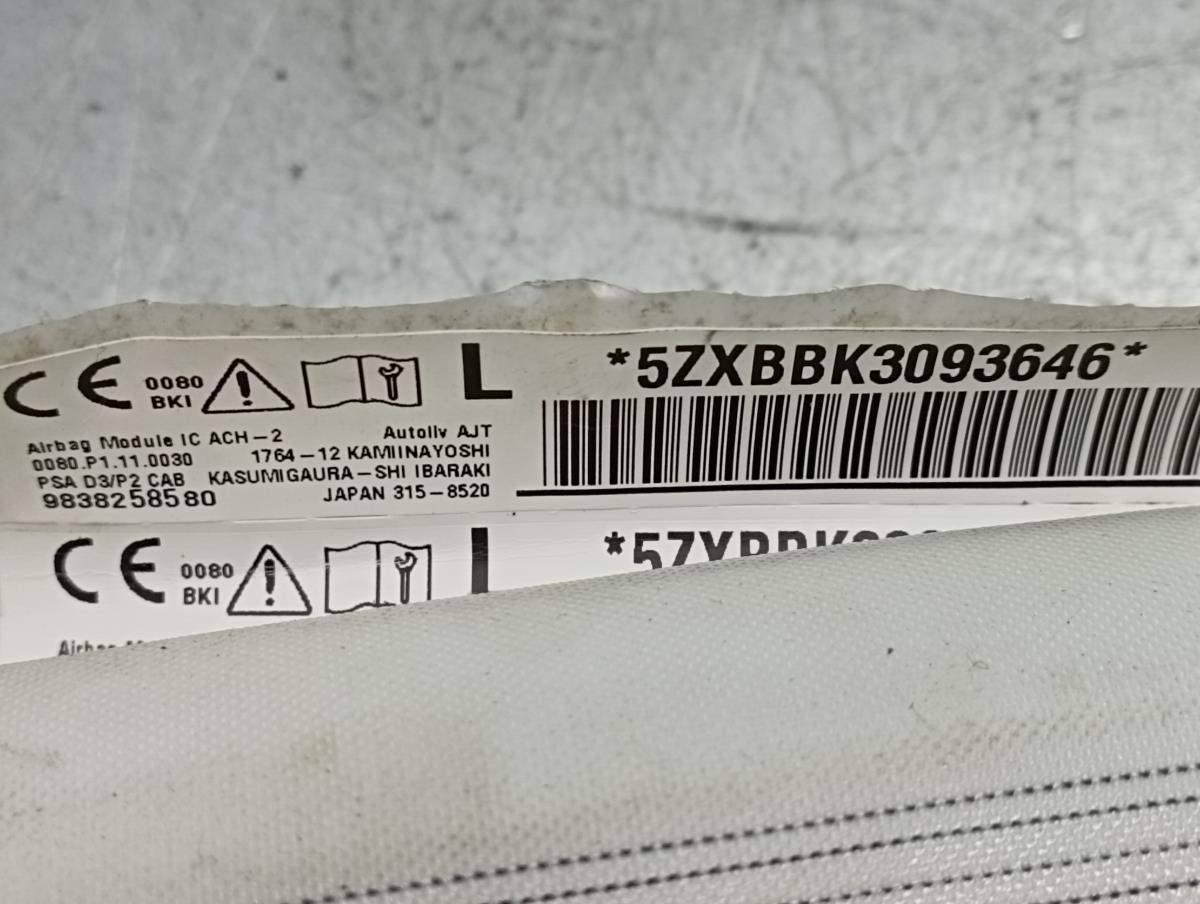 CE 0080 BKI L *5ZXBBK3093646*
Airbag Module IC ACH-2 Autoliv AJT
0080.P1.11.0030 1764-12 KAMIINAYOSHI
PSA D3/P2 CAB KASUMIGAURA-SHI IBARAKI
9838258580 JAPAN 315-8520
CE 0080 BKI